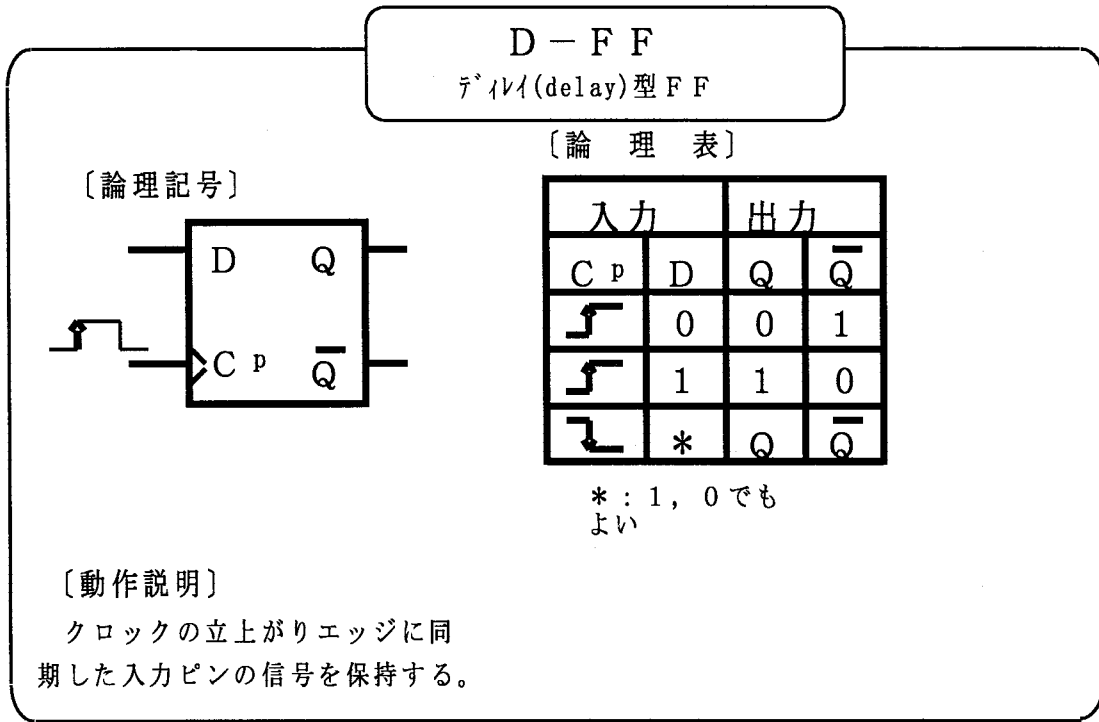 D－FF
ディレイ(delay)型FF
〔論理記号〕
D Q
Cp Q̅
〔論 理 表〕
入力 出力
Cp D Q Q̅
0 0 1
1 1 0
* Q Q̅
*：1，0でも
よい
〔動作説明〕
クロックの立上がりエッジに同
期した入力ピンの信号を保持する。